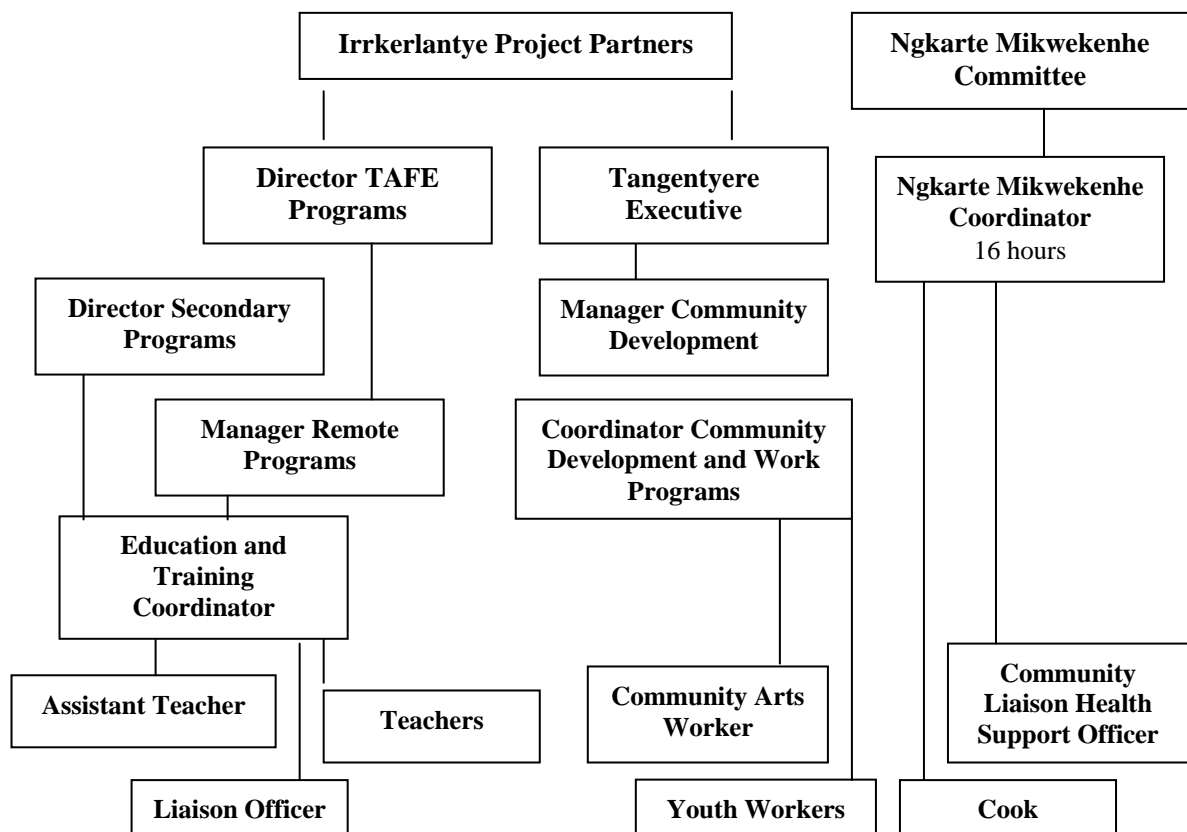 Irrkerlantye Project Partners
Ngkarte Mikwekenhe
Committee
Director TAFE
Programs
Tangentyere
Executive
Ngkarte Mikwekenhe
Coordinator
16 hours
Director Secondary
Programs
Manager Community
Development
Manager Remote
Programs
Coordinator Community
Development and Work
Programs
Education and
Training
Coordinator
Assistant Teacher
Teachers
Community Arts
Worker
Community
Liaison Health
Support Officer
Liaison Officer
Youth Workers
Cook